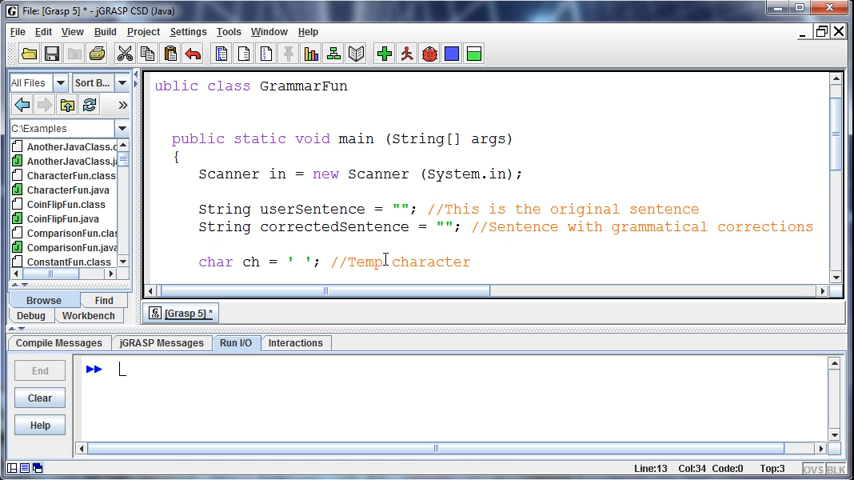 File: [Grasp 5] * - jGRASP CSD (Java)
File Edit View Build Project Settings Tools Window Help
All Files Sort B...
C:\Examples
AnotherJavaClass.c
AnotherJavaClass.ja
CharacterFun.class
CharacterFun.java
CoinFlipFun.class
CoinFlipFun.java
ComparisonFun.clas
ComparisonFun.java
ConstantFun.class
Browse Find
Debug Workbench
ublic class GrammarFun
public static void main (String[] args)
{
Scanner in = new Scanner (System.in);
String userSentence = ""; //This is the original sentence
String correctedSentence = ""; //Sentence with grammatical corrections
char ch = ' '; //Temp character
[Grasp 5] *
Compile Messages jGRASP Messages Run I/O Interactions
End
Clear
Help
Line:13 Col:34 Code:0 Top:3 OVS BLK